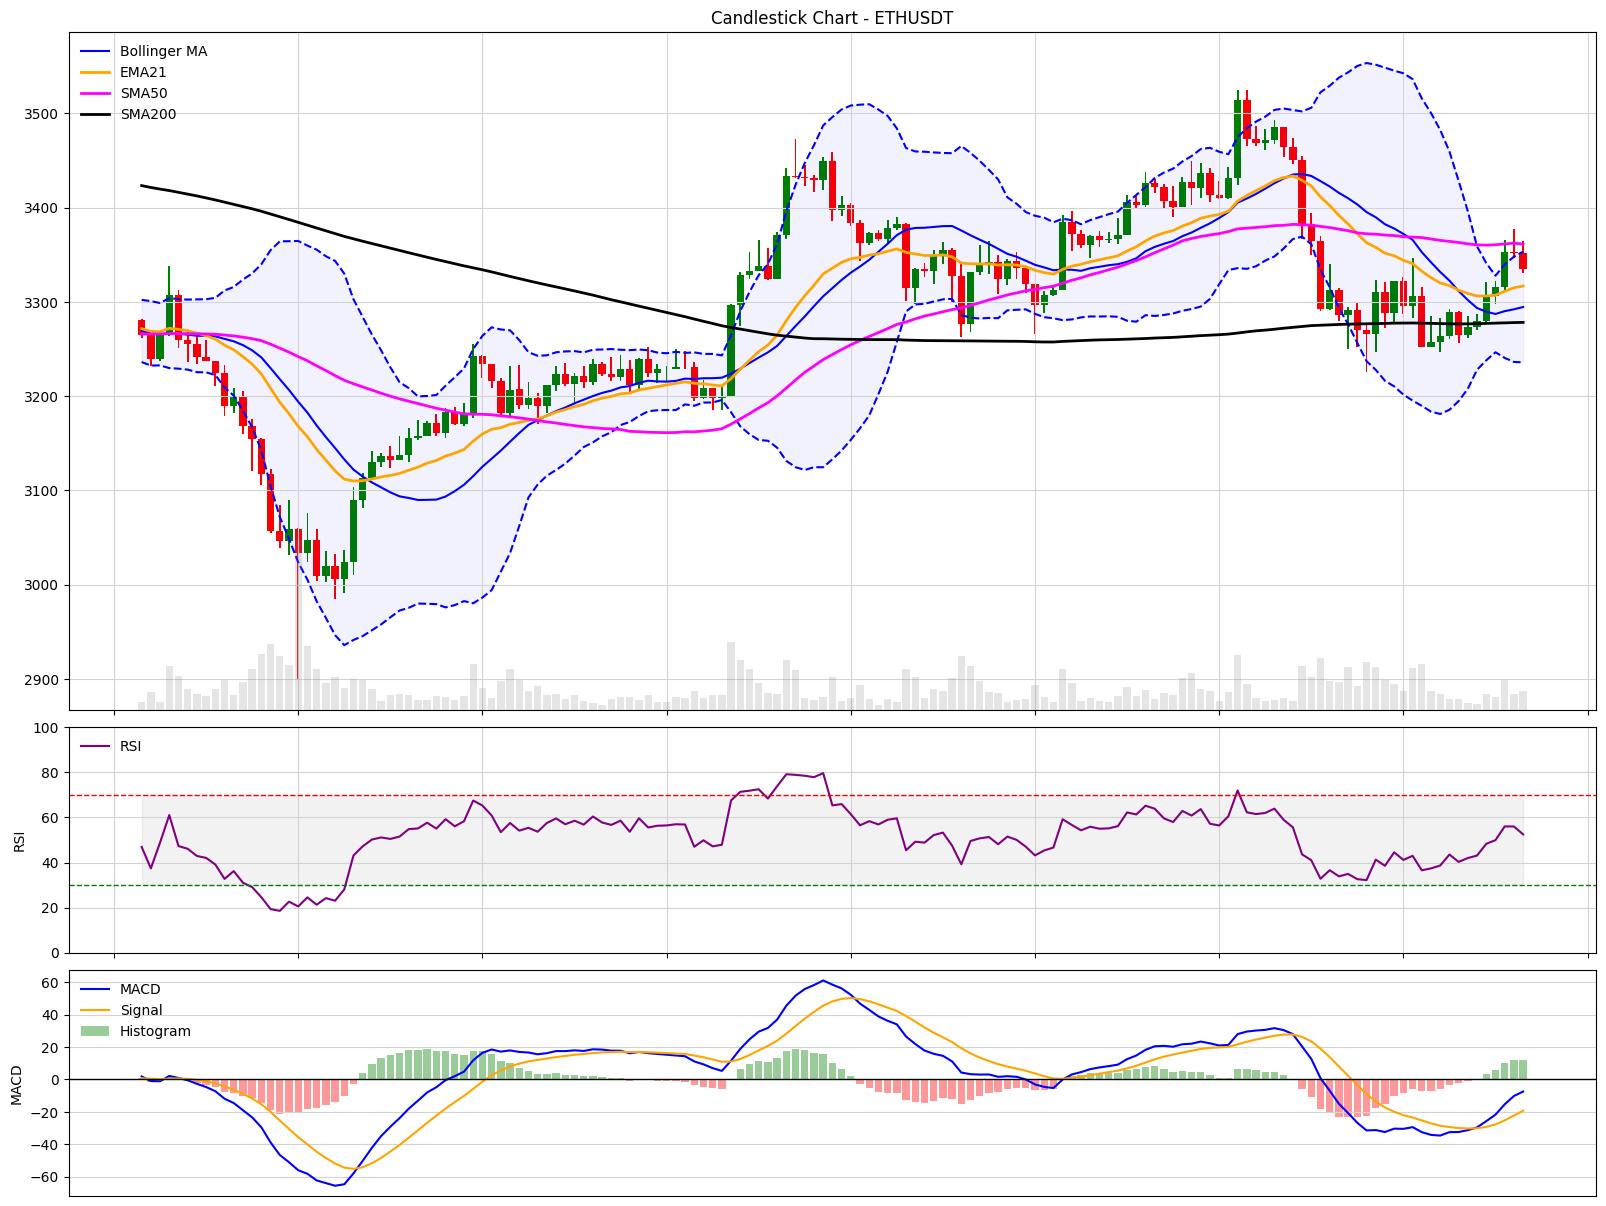 Candlestick Chart - ETHUSDT
Bollinger MA
EMA21
SMA50
SMA200
3500
3400
3300
3200
3100
3000
2900
RSI
RSI
100
80
60
40
20
0
MACD
Signal
Histogram
MACD
60
40
20
0
−20
−40
−60